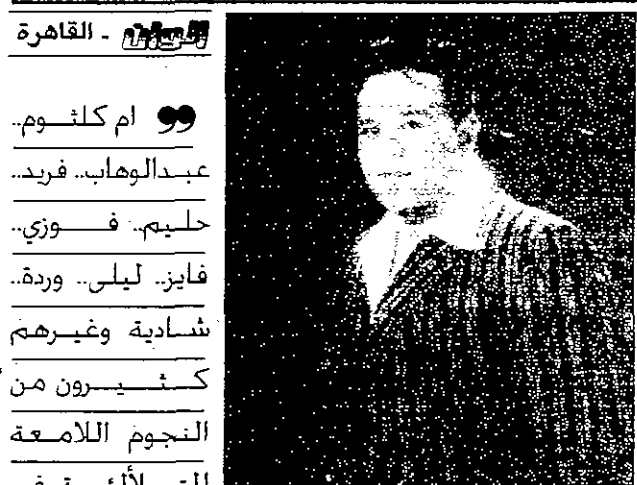 - القاهرة
ام كلثوم..
عبدالوهاب.. فريد..
حليم.. فوزي..
فايز.. ليلى.. وردة..
شادية وغيرهم
كثيرون من
النجوم اللامعة